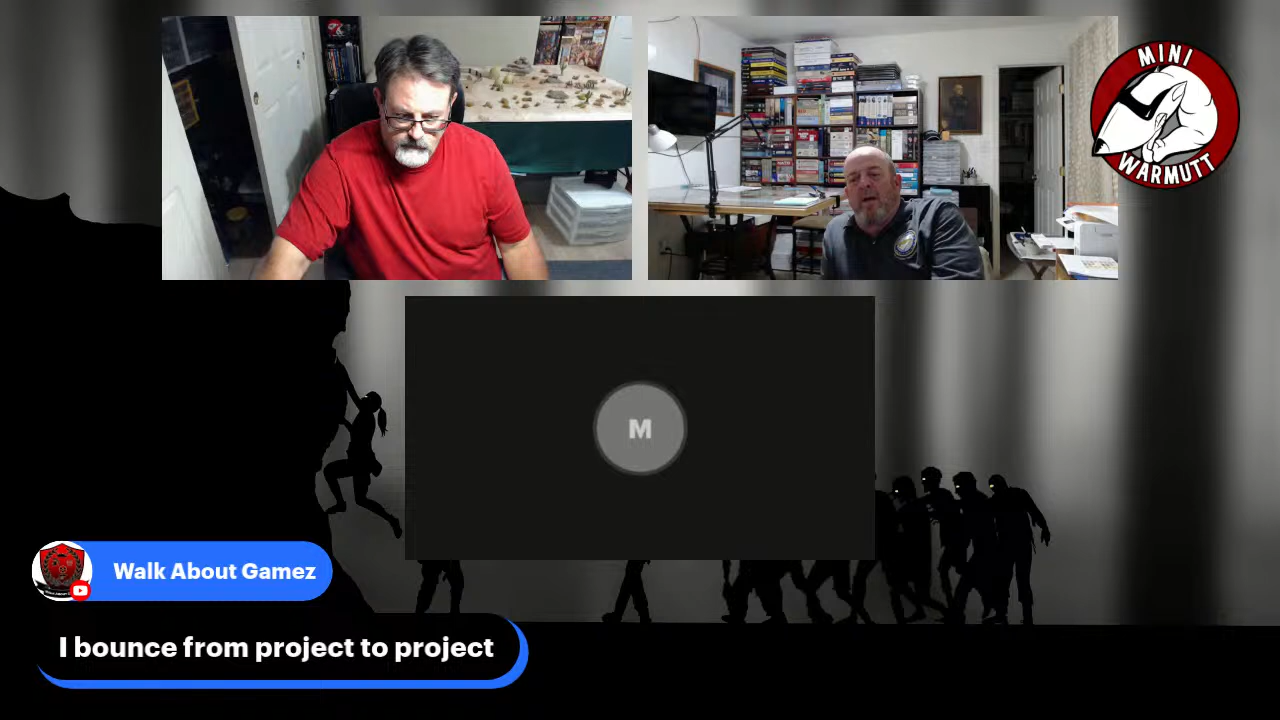 MINI
WARMUTT
M
Walk About Gamez
I bounce from project to project